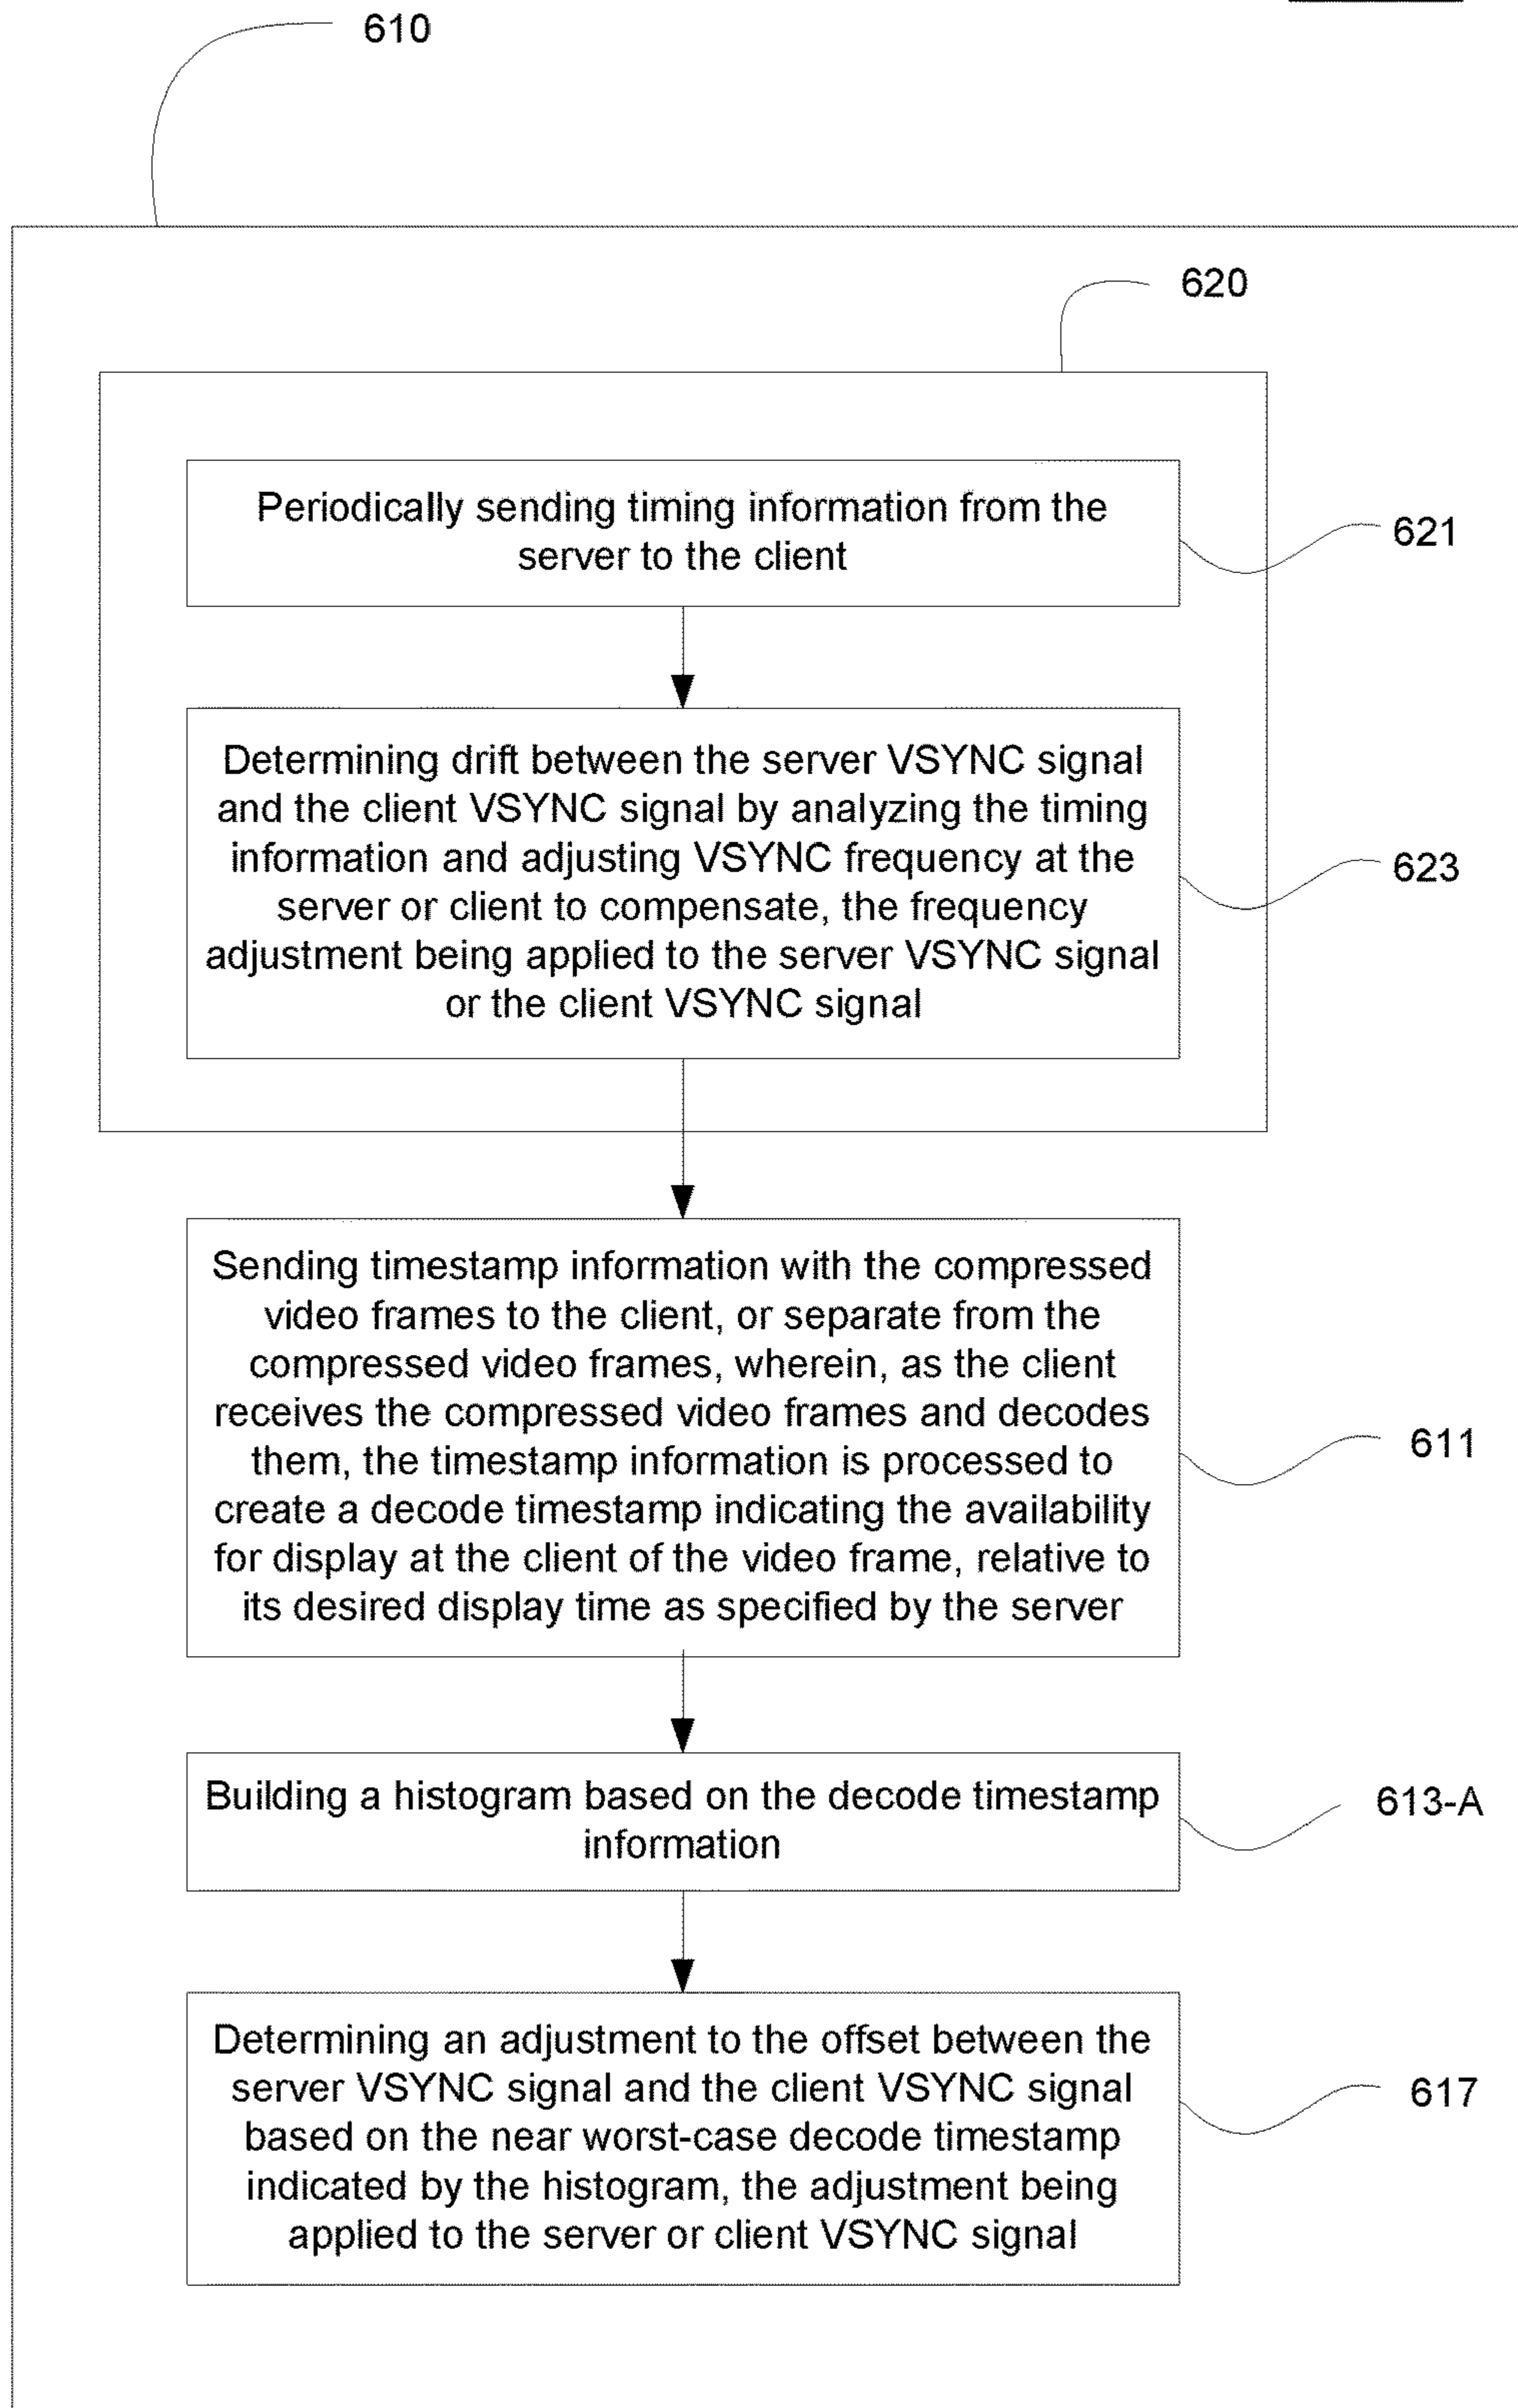 610
620
Periodically sending timing information from the
server to the client
621
Determining drift between the server VSYNC signal
and the client VSYNC signal by analyzing the timing
information and adjusting VSYNC frequency at the
server or client to compensate, the frequency
adjustment being applied to the server VSYNC signal
or the client VSYNC signal
623
Sending timestamp information with the compressed
video frames to the client, or separate from the
compressed video frames, wherein, as the client
receives the compressed video frames and decodes
them, the timestamp information is processed to
create a decode timestamp indicating the availability
for display at the client of the video frame, relative to
its desired display time as specified by the server
611
Building a histogram based on the decode timestamp
information
613-A
Determining an adjustment to the offset between the
server VSYNC signal and the client VSYNC signal
based on the near worst-case decode timestamp
indicated by the histogram, the adjustment being
applied to the server or client VSYNC signal
617